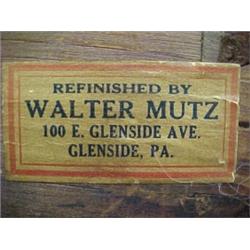 REFINISHED BY
WALTER MUTZ
100 E. GLENSIDE AVE.
GLENSIDE, PA.